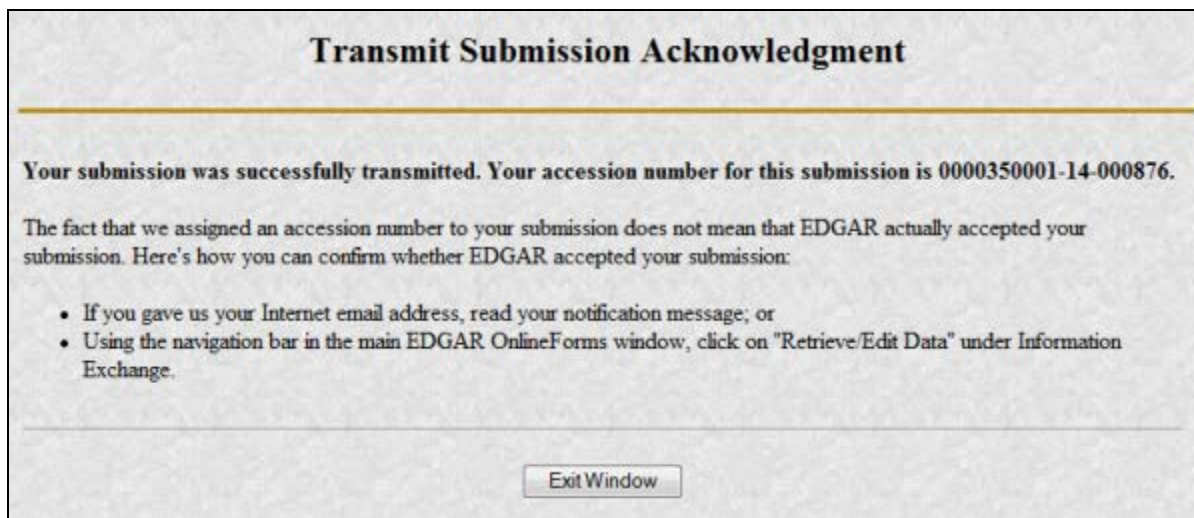 Transmit Submission Acknowledgment
Your submission was successfully transmitted. Your accession number for this submission is 0000350001-14-000876.
The fact that we assigned an accession number to your submission does not mean that EDGAR actually accepted your
submission. Here's how you can confirm whether EDGAR accepted your submission:
• If you gave us your Internet email address, read your notification message; or
• Using the navigation bar in the main EDGAR OnlineForms window, click on "Retrieve/Edit Data" under Information
Exchange.
Exit Window